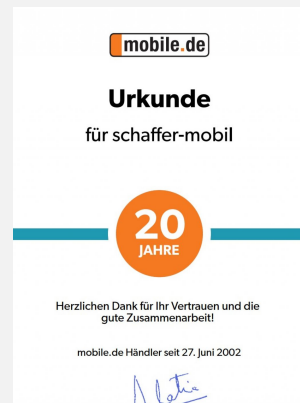 mobile.de
Urkunde
für schaffer-mobil
20
JAHRE
Herzlichen Dank für Ihr Vertrauen und die
gute Zusammenarbeit!
mobile.de Händler seit 27. Juni 2002